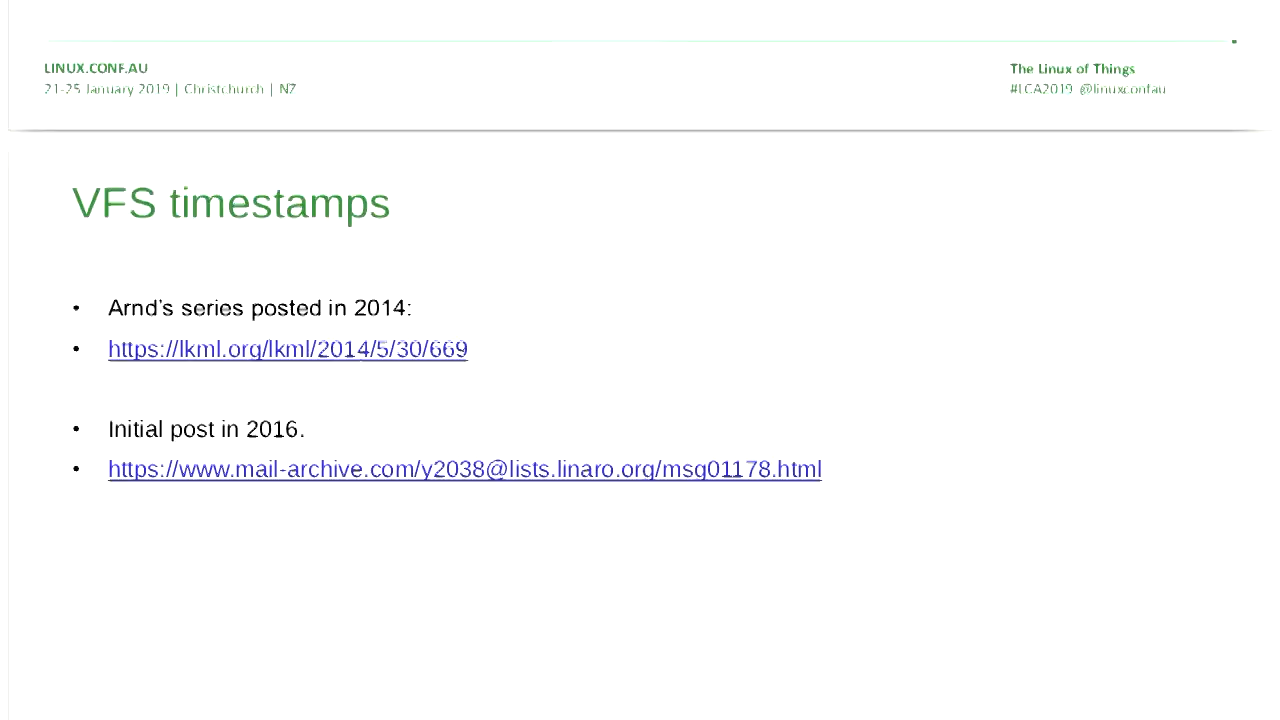 LINUX.CONF.AU
21-25 January 2019 | Christchurch | NZ
The Linux of Things
#LCA2019 @linuxconfau
VFS timestamps
• Arnd's series posted in 2014:
• https://lkml.org/lkml/2014/5/30/669
• Initial post in 2016.
• https://www.mail-archive.com/y2038@lists.linaro.org/msg01178.html